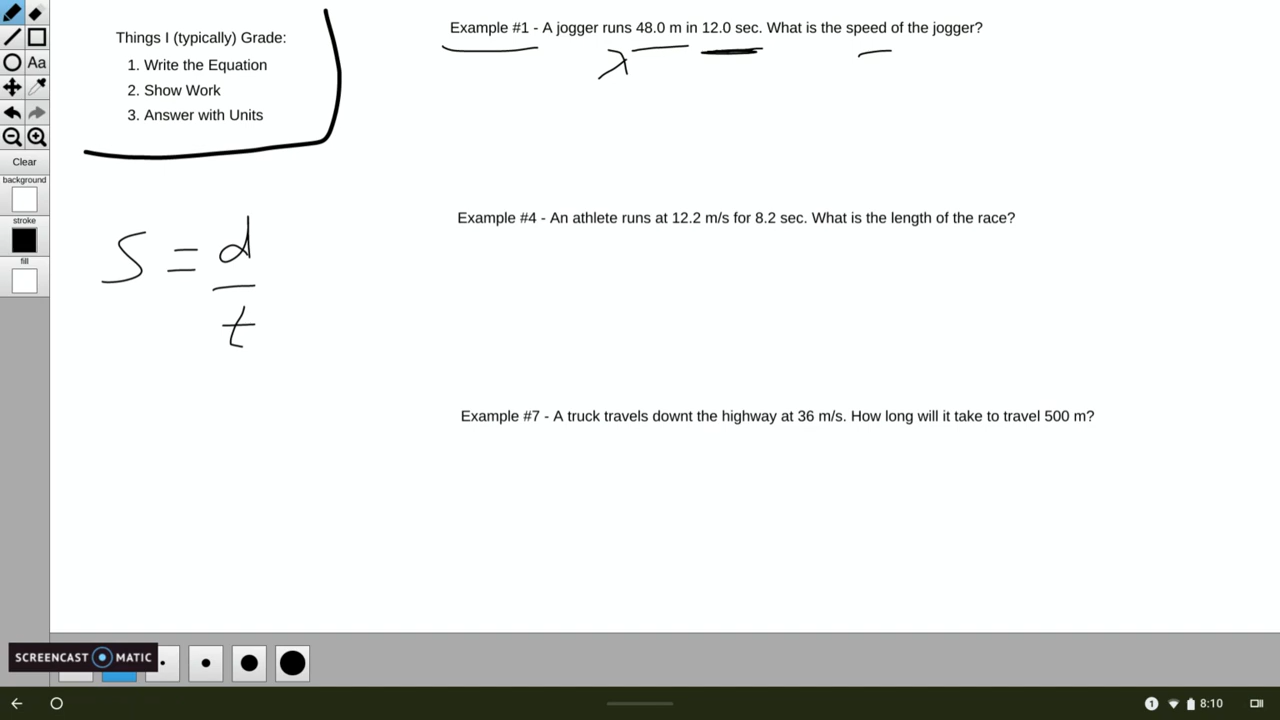 Things I (typically) Grade:
1. Write the Equation
2. Show Work
3. Answer with Units
Example #1 - A jogger runs 48.0 m in 12.0 sec. What is the speed of the jogger?
s = d
t
Example #4 - An athlete runs at 12.2 m/s for 8.2 sec. What is the length of the race?
Example #7 - A truck travels downt the highway at 36 m/s. How long will it take to travel 500 m?
Aa
Clear
background
stroke
fill
SCREENCAST MATIC
1
8:10